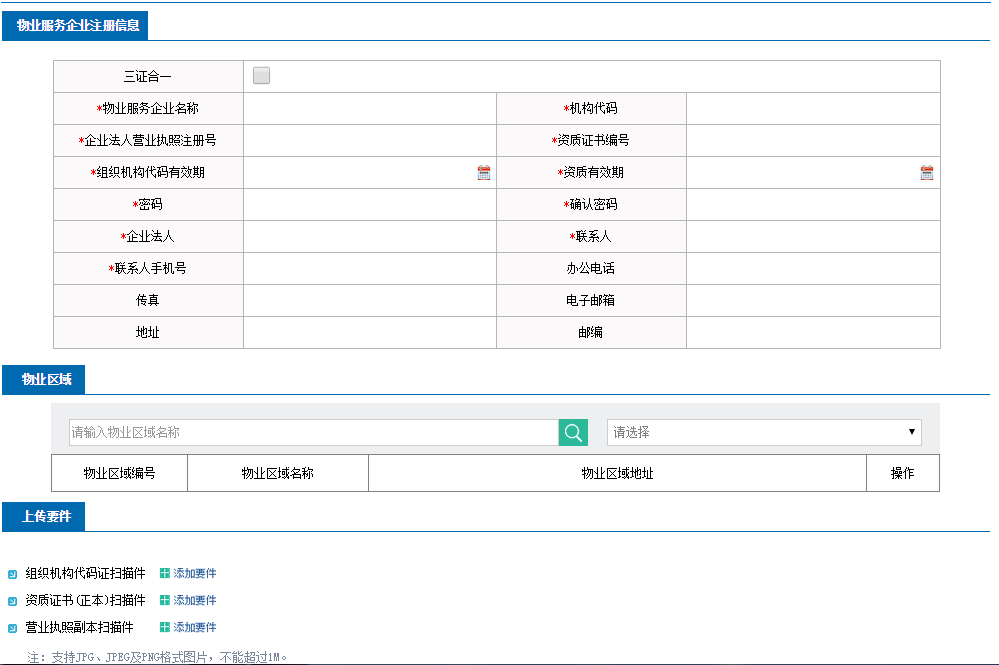 物业服务企业注册信息
三证合一
*物业服务企业名称 *机构代码
*企业法人营业执照注册号 *资质证书编号
*组织机构代码有效期 *资质有效期
*密码 *确认密码
*企业法人 *联系人
*联系人手机号 办公电话
传真 电子邮箱
地址 邮编
物业区域
请输入物业区域名称 请选择
物业区域编号 物业区域名称 物业区域地址 操作
上传要件
组织机构代码证扫描件 添加要件
资质证书(正本)扫描件 添加要件
营业执照副本扫描件 添加要件
注：支持JPG、JPEG及PNG格式图片，不能超过1M。